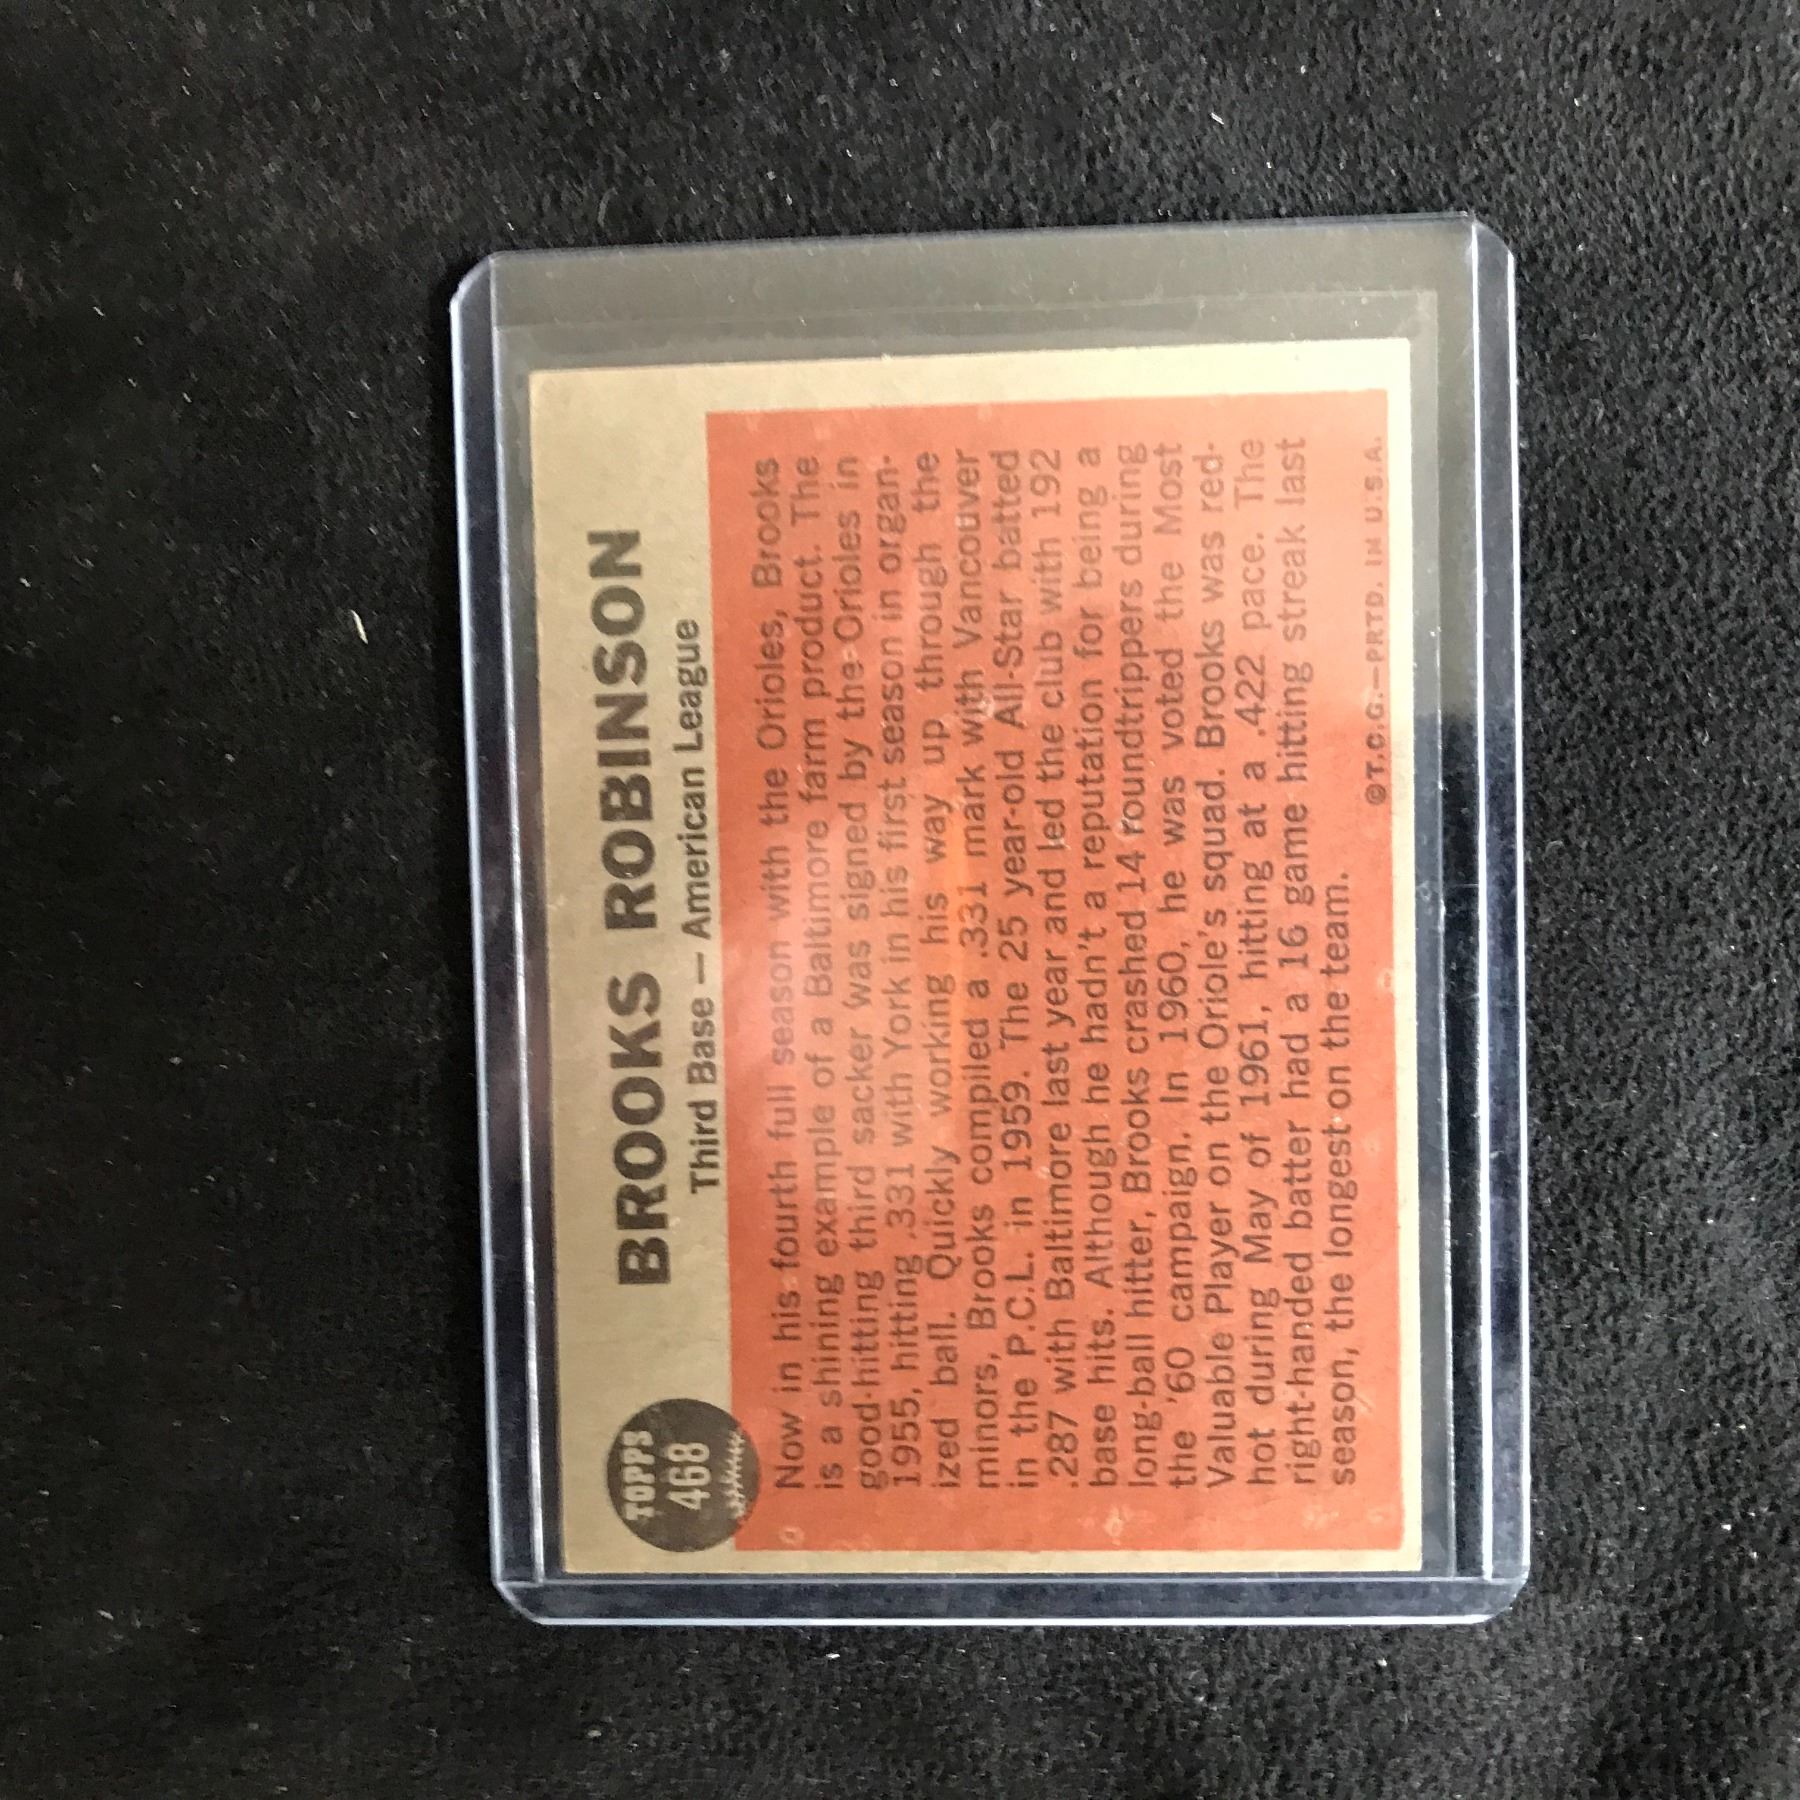 TOPPS
468
BROOKS ROBINSON
Third Base — American League
Now in his fourth full season with the Orioles, Brooks
is a shining example of a Baltimore farm product. The
good-hitting third sacker was signed by the Orioles in
1955, hitting .331 with York in his first season in organ-
ized ball. Quickly working his way up through the
minors, Brooks compiled a .331 mark with Vancouver
in the P.C.L. in 1959. The 25 year-old All-Star batted
.287 with Baltimore last year and led the club with 192
base hits. Although he hadn't a reputation for being a
long-ball hitter, Brooks crashed 14 roundtrippers during
the '60 campaign. In 1960, he was voted the Most
Valuable Player on the Oriole's squad. Brooks was red-
hot during May of 1961, hitting at a .422 pace. The
right-handed batter had a 16 game hitting streak last
season, the longest on the team.
©T.C.G.—PRTD. IN U.S.A.